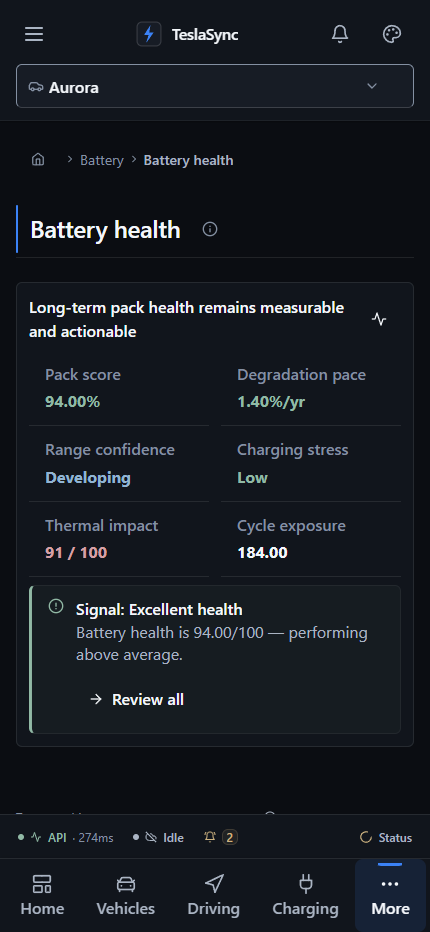 TeslaSync
Aurora
Battery
Battery health
Battery health
Long-term pack health remains measurable
and actionable
Pack score
Degradation pace
94.00%
1.40%/yr
Range confidence
Charging stress
Developing
Low
Thermal impact
Cycle exposure
91 / 100
184.00
Signal: Excellent health
Battery health is 94.00/100 — performing
above average.
Review all
API · 274ms
Idle
2
Status
Home
Vehicles
Driving
Charging
More